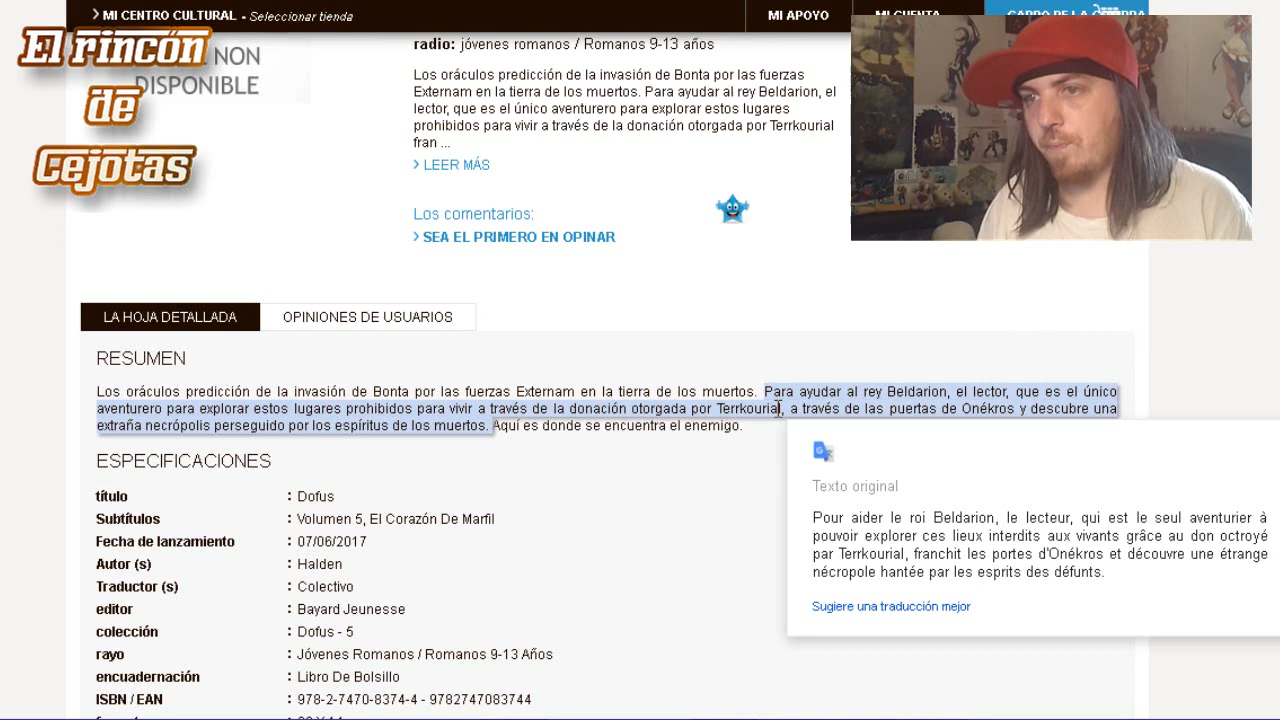 MI CENTRO CULTURAL - Seleccionar tienda
MI APOYO
MI CUENTA
CARRO DE LA COMPRA
El rincón
de
Cejotas
NON
DISPONIBLE
radio: jóvenes romanos / Romanos 9-13 años
Los oráculos predicción de la invasión de Bonta por las fuerzas
Externam en la tierra de los muertos. Para ayudar al rey Beldarion, el
lector, que es el único aventurero para explorar estos lugares
prohibidos para vivir a través de la donación otorgada por Terrkourial
fran ...
LEER MÁS
Los comentarios:
SEA EL PRIMERO EN OPINAR
LA HOJA DETALLADA
OPINIONES DE USUARIOS
RESUMEN
Los oráculos predicción de la invasión de Bonta por las fuerzas Externam en la tierra de los muertos. Para ayudar al rey Beldarion, el lector, que es el único
aventurero para explorar estos lugares prohibidos para vivir a través de la donación otorgada por Terrkourial, a través de las puertas de Onékros y descubre una
extraña necrópolis perseguido por los espíritus de los muertos. Aquí es donde se encuentra el enemigo.
Texto original
Pour aider le roi Beldarion, le lecteur, qui est le seul aventurier à
pouvoir explorer ces lieux interdits aux vivants grâce au don octroyé
par Terrkourial, franchit les portes d'Onékros et découvre une étrange
nécropole hantée par les esprits des défunts.
Sugiere una traducción mejor
ESPECIFICACIONES
título : Dofus
Subtítulos : Volumen 5, El Corazón De Marfil
Fecha de lanzamiento : 07/06/2017
Autor (s) : Halden
Traductor (s) : Colectivo
editor : Bayard Jeunesse
colección : Dofus - 5
rayo : Jóvenes Romanos / Romanos 9-13 Años
encuadernación : Libro De Bolsillo
ISBN / EAN : 978-2-7470-8374-4 - 9782747083744